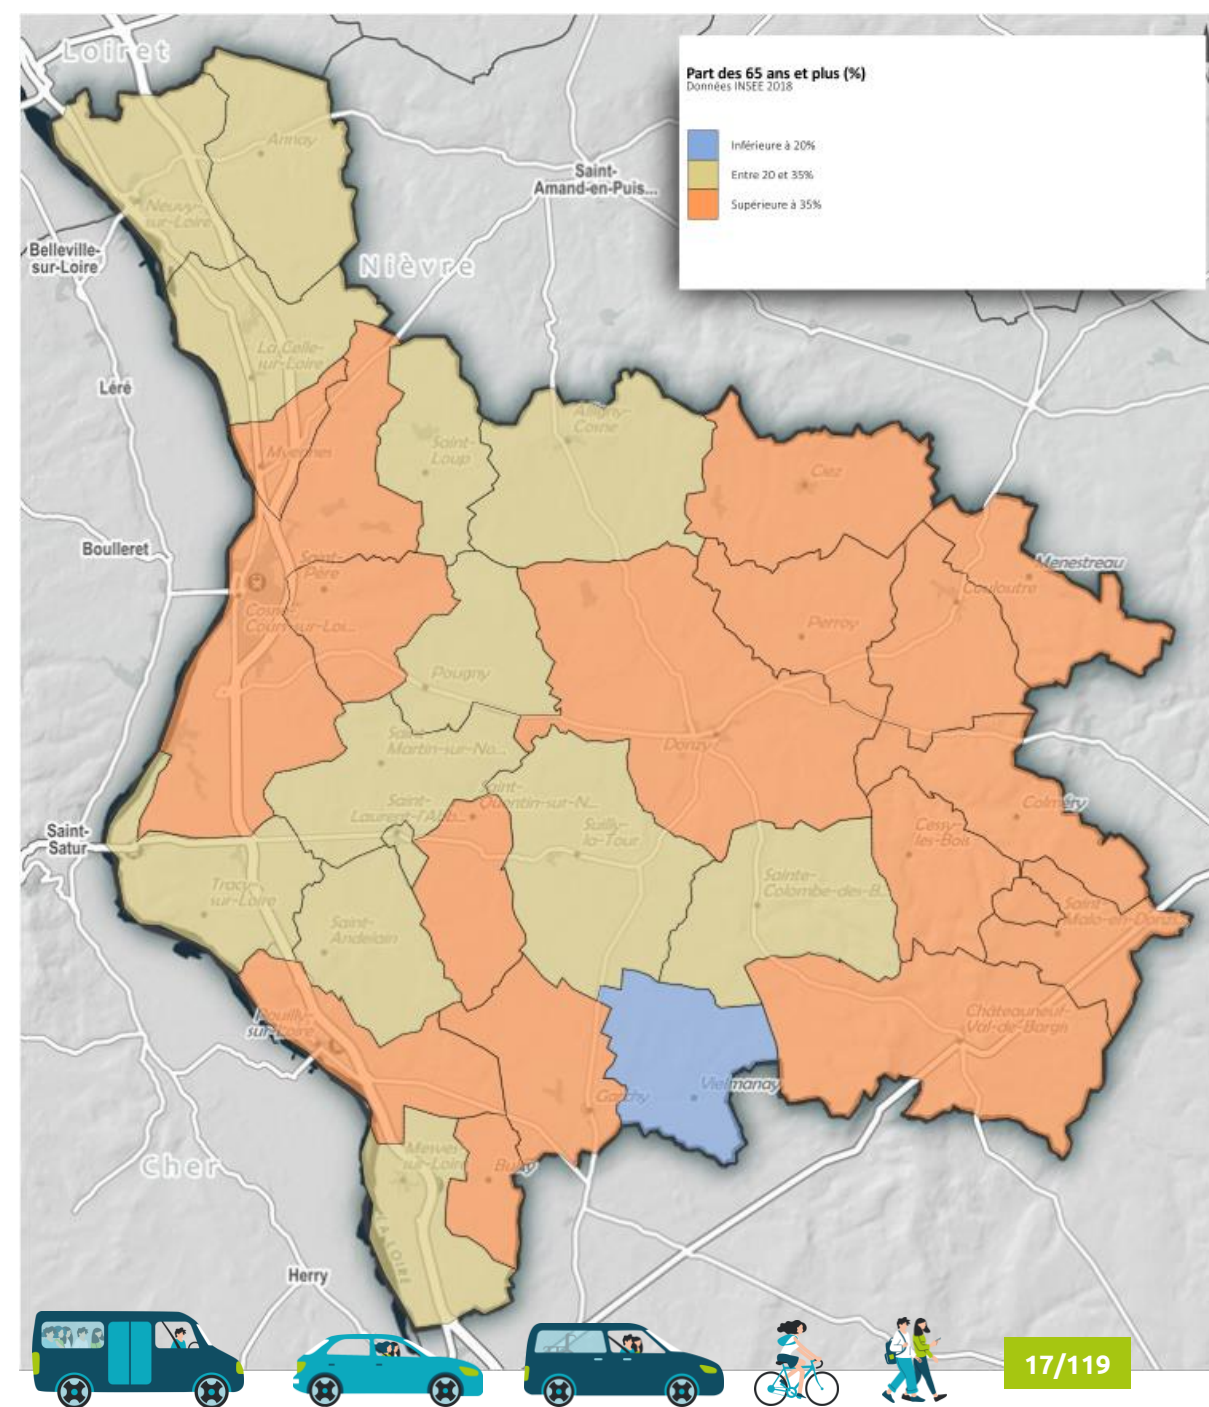 Loiret
Part des 65 ans et plus (%)
Données INSEE 2018
Inférieure à 20%
Entre 20 et 35%
Supérieure à 35%
Annay
Saint-
Amand-en-Puis...
Neuvy-
sur-Loire
Belleville-
sur-Loire
Nièvre
La Celle-
sur-Loire
Léré
Alligny-
Cosne
Saint-
Loup
Myennes
Ciez
Boulleret
Saint-
Père
Menestreau
Couloutre
Cosne-
Cours-sur-Loi...
Perroy
Pougny
Donzy
Martin-sur-No...
Saint-
Quentin-sur-N...
Saint-
Laurent-l'Abb...
Colméry
Saint-
Satur
Suilly-
la-Tour
Cessy-
les-Bois
Sainte-
Colombe-des-B...
Tracy-
sur-Loire
Saint-
Andelain
Saint-
Malo-en-Donz...
Pouilly-
sur-Loire
Châteauneuf-
Val-de-Bargis
Vielmanay
Garchy
Mesves-
sur-Loire
Bulcy
Cher
LA LOIRE
Herry
17/119